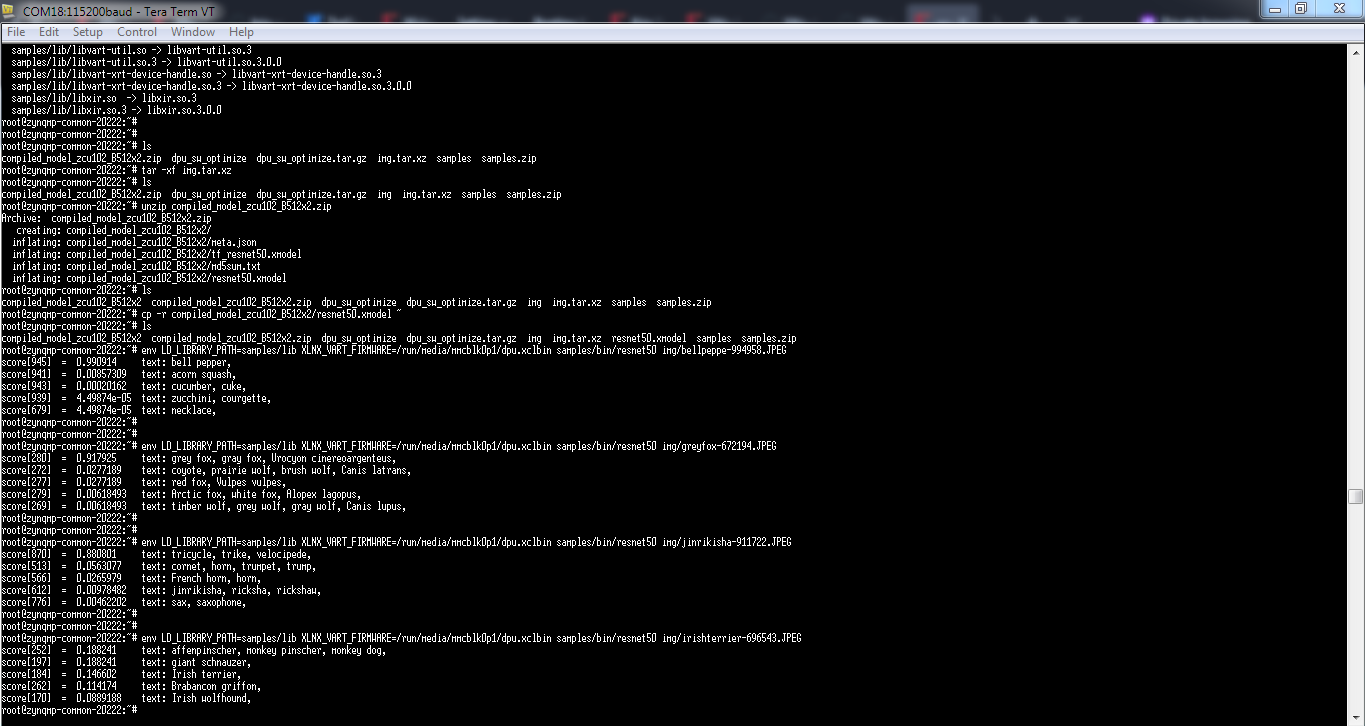 COM18:115200baud - Tera Term VT
File Edit Setup Control Window Help
samples/lib/libvart-util.so -> libvart-util.so.3
samples/lib/libvart-util.so.3 -> libvart-util.so.3.0.0
samples/lib/libvart-xrt-device-handle.so -> libvart-xrt-device-handle.so.3
samples/lib/libvart-xrt-device-handle.so.3 -> libvart-xrt-device-handle.so.3.0.0
samples/lib/libxir.so -> libxir.so.3
samples/lib/libxir.so.3 -> libxir.so.3.0.0
root@zynqmp-common-20222:~#
root@zynqmp-common-20222:~#
root@zynqmp-common-20222:~# ls
compiled_model_zcu102_B512x2.zip dpu_sw_optimize dpu_sw_optimize.tar.gz img.tar.xz samples samples.zip
root@zynqmp-common-20222:~# tar -xf img.tar.xz
root@zynqmp-common-20222:~# ls
compiled_model_zcu102_B512x2.zip dpu_sw_optimize dpu_sw_optimize.tar.gz img img.tar.xz samples samples.zip
root@zynqmp-common-20222:~# unzip compiled_model_zcu102_B512x2.zip
Archive: compiled_model_zcu102_B512x2.zip
creating: compiled_model_zcu102_B512x2/
inflating: compiled_model_zcu102_B512x2/meta.json
inflating: compiled_model_zcu102_B512x2/tf_resnet50.xmodel
inflating: compiled_model_zcu102_B512x2/md5sum.txt
inflating: compiled_model_zcu102_B512x2/resnet50.xmodel
root@zynqmp-common-20222:~# ls
compiled_model_zcu102_B512x2 compiled_model_zcu102_B512x2.zip dpu_sw_optimize dpu_sw_optimize.tar.gz img img.tar.xz samples samples.zip
root@zynqmp-common-20222:~# cp -r compiled_model_zcu102_B512x2/resnet50.xmodel ~
root@zynqmp-common-20222:~# ls
compiled_model_zcu102_B512x2 compiled_model_zcu102_B512x2.zip dpu_sw_optimize dpu_sw_optimize.tar.gz img img.tar.xz resnet50.xmodel samples samples.zip
root@zynqmp-common-20222:~# env LD_LIBRARY_PATH=samples/lib XLNX_VART_FIRMWARE=/run/media/mmcblk0p1/dpu.xclbin samples/bin/resnet50 img/bellpeppe-994958.JPEG
score[945] = 0.990914 text: bell pepper,
score[941] = 0.00857309 text: acorn squash,
score[943] = 0.00020162 text: cucumber, cuke,
score[939] = 4.49874e-05 text: zucchini, courgette,
score[679] = 4.49874e-05 text: necklace,
root@zynqmp-common-20222:~#
root@zynqmp-common-20222:~#
root@zynqmp-common-20222:~# env LD_LIBRARY_PATH=samples/lib XLNX_VART_FIRMWARE=/run/media/mmcblk0p1/dpu.xclbin samples/bin/resnet50 img/greyfox-672194.JPEG
score[280] = 0.917925 text: grey fox, gray fox, Urocyon cinereoargenteus,
score[272] = 0.0277189 text: coyote, prairie wolf, brush wolf, Canis latrans,
score[277] = 0.0277189 text: red fox, Vulpes vulpes,
score[279] = 0.00618493 text: Arctic fox, white fox, Alopex lagopus,
score[269] = 0.00618493 text: timber wolf, grey wolf, gray wolf, Canis lupus,
root@zynqmp-common-20222:~#
root@zynqmp-common-20222:~#
root@zynqmp-common-20222:~# env LD_LIBRARY_PATH=samples/lib XLNX_VART_FIRMWARE=/run/media/mmcblk0p1/dpu.xclbin samples/bin/resnet50 img/jinrikisha-911722.JPEG
score[870] = 0.880801 text: tricycle, trike, velocipede,
score[513] = 0.0563077 text: cornet, horn, trumpet, trump,
score[566] = 0.0265979 text: French horn, horn,
score[612] = 0.00978482 text: jinrikisha, ricksha, rickshaw,
score[776] = 0.00462202 text: sax, saxophone,
root@zynqmp-common-20222:~#
root@zynqmp-common-20222:~#
root@zynqmp-common-20222:~# env LD_LIBRARY_PATH=samples/lib XLNX_VART_FIRMWARE=/run/media/mmcblk0p1/dpu.xclbin samples/bin/resnet50 img/irishterrier-696543.JPEG
score[252] = 0.188241 text: affenpinscher, monkey pinscher, monkey dog,
score[197] = 0.188241 text: giant schnauzer,
score[184] = 0.146602 text: Irish terrier,
score[262] = 0.114174 text: Brabancon griffon,
score[170] = 0.0889188 text: Irish wolfhound,
root@zynqmp-common-20222:~#